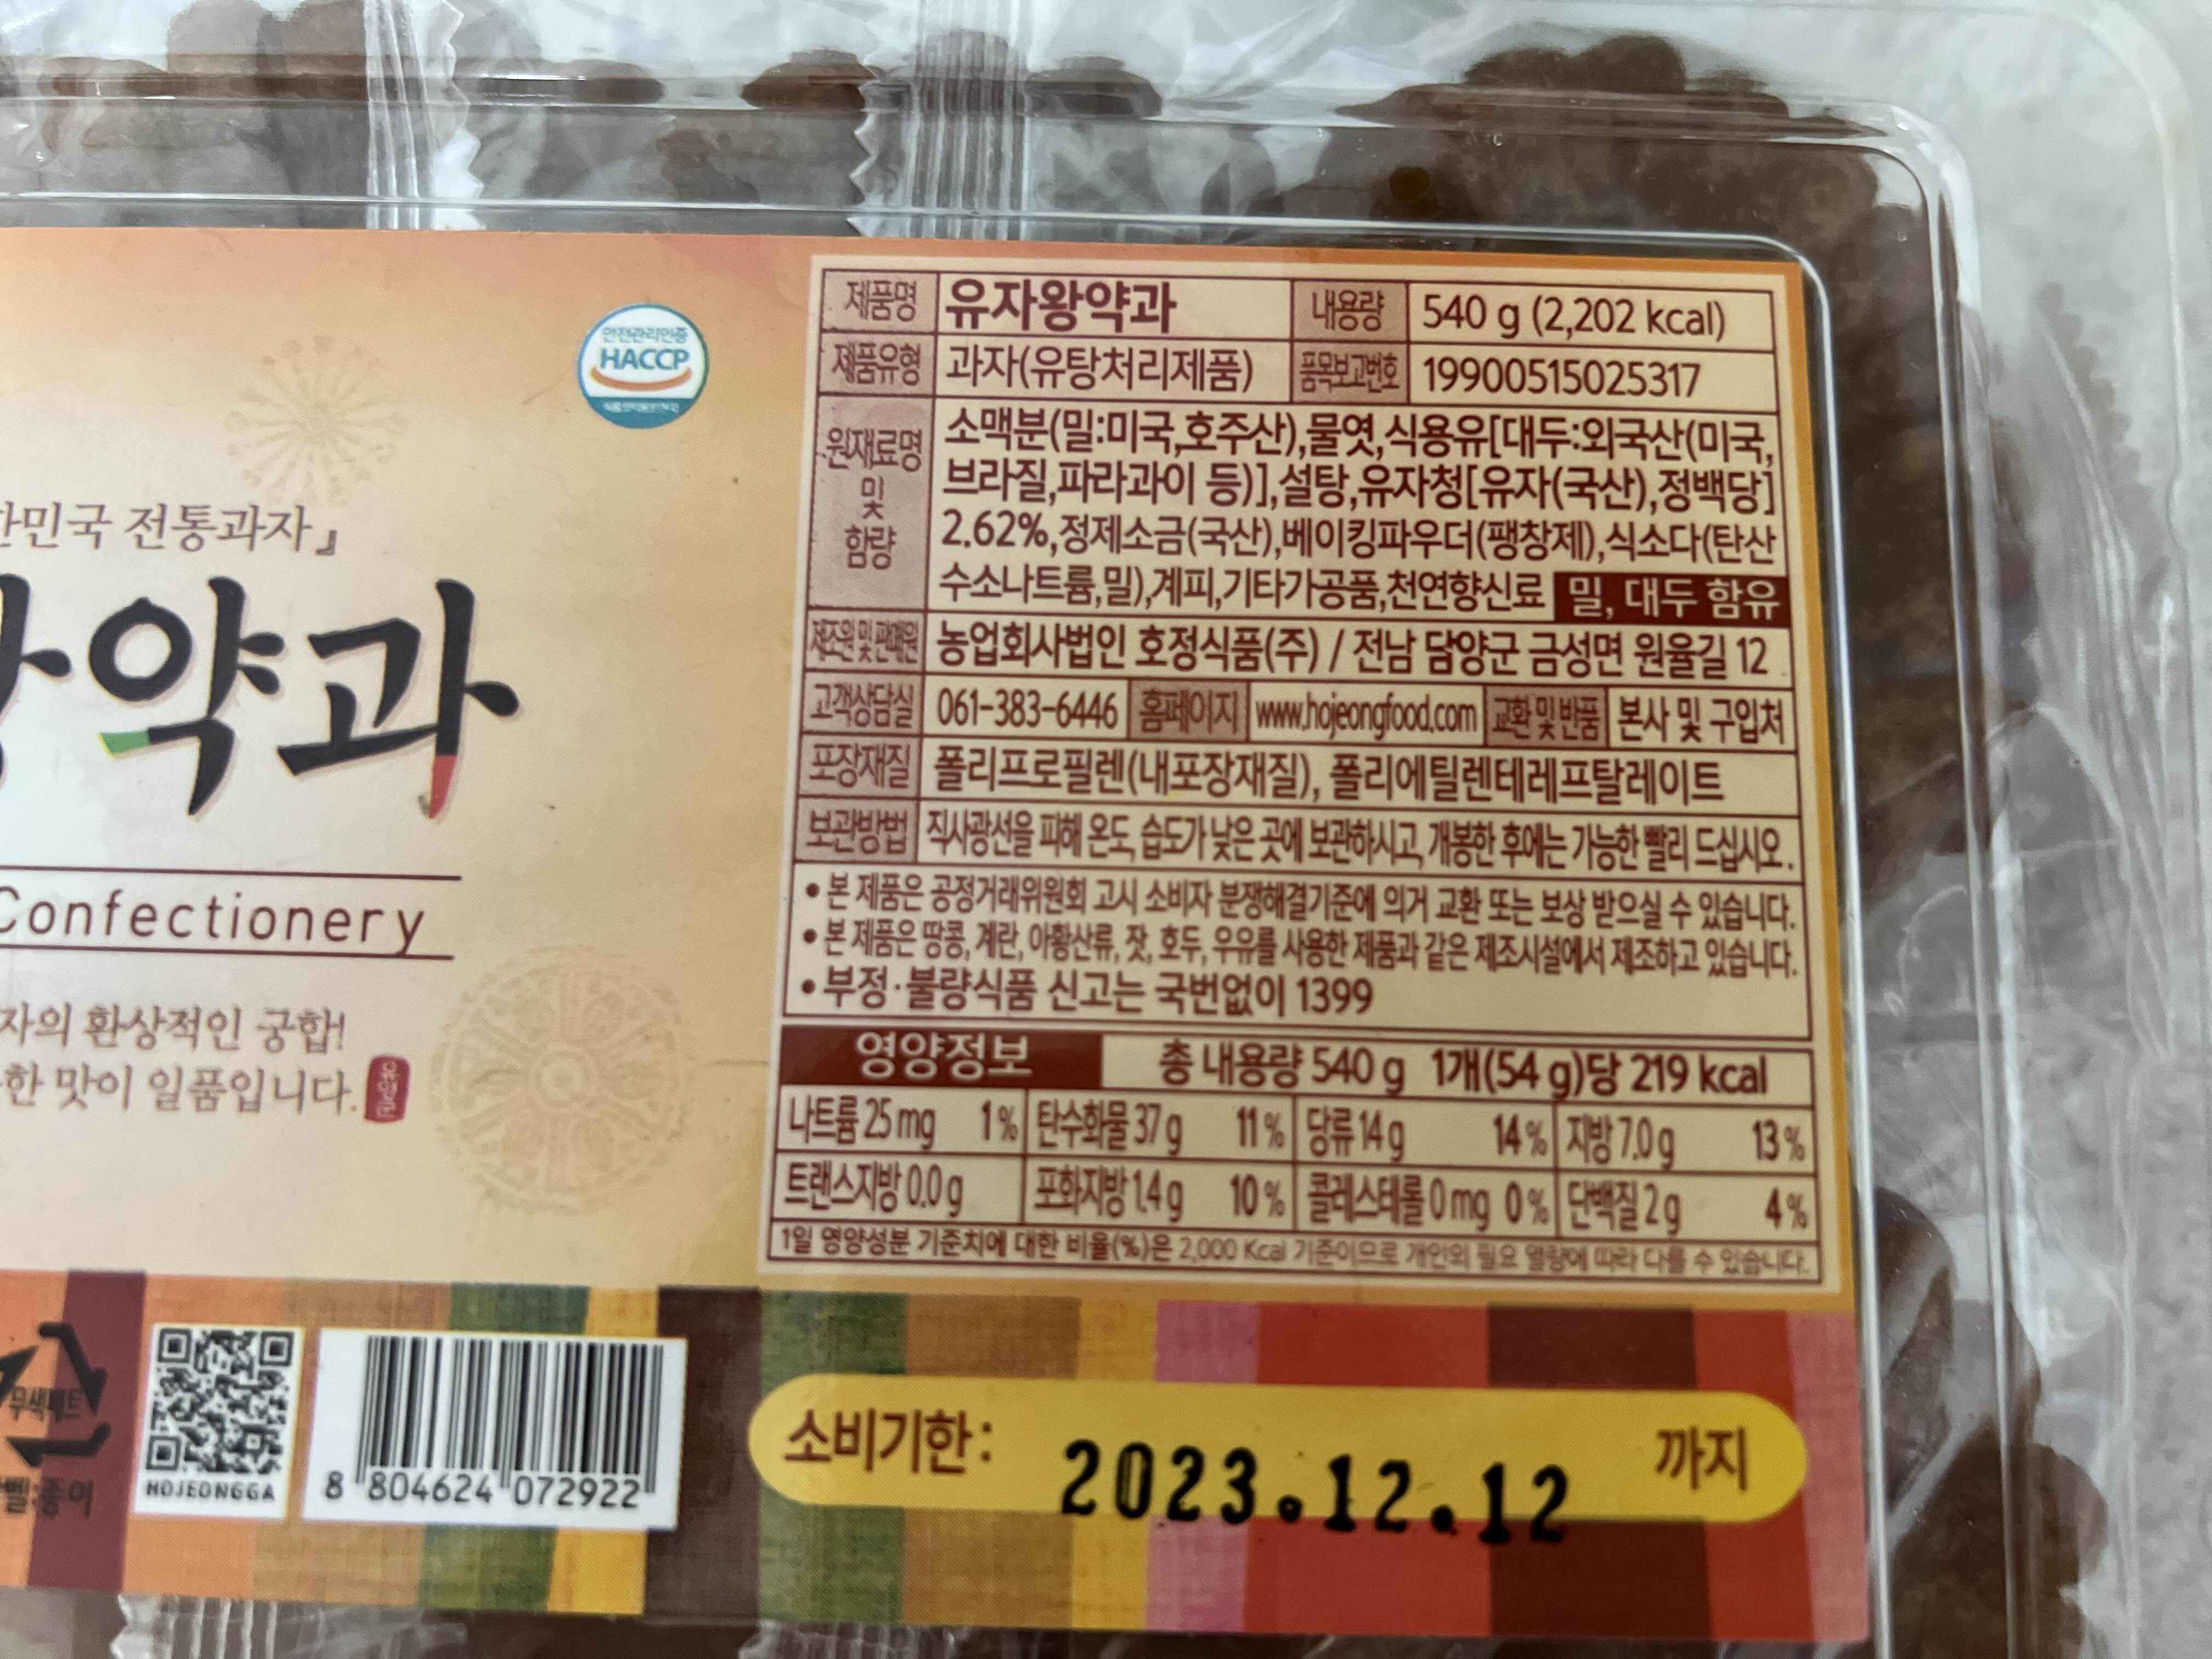 안전관리인증
HACCP
한민국 전통과자』
약과
Confectionery
자의 환상적인 궁합!
한 맛이 일품입니다.
제품명 유자왕약과 내용량 540 g (2,202 kcal)
제품유형 과자(유탕처리제품) 품목보고번호 19900515025317
원재료명 및 함량 소맥분(밀:미국,호주산),물엿,식용유[대두:외국산(미국,
브라질,파라과이 등)],설탕,유자청[유자(국산),정백당]
2.62%,정제소금(국산),베이킹파우더(팽창제),식소다(탄산
수소나트륨,밀),계피,기타가공품,천연향신료 밀, 대두 함유
제조원 및 판매원 농업회사법인 호정식품(주) / 전남 담양군 금성면 원율길 12
고객상담실 061-383-6446 홈페이지 www.hojeongfood.com 교환 및 반품 본사 및 구입처
포장재질 폴리프로필렌(내포장재질), 폴리에틸렌테레프탈레이트
보관방법 직사광선을 피해 온도, 습도가 낮은 곳에 보관하시고, 개봉한 후에는 가능한 빨리 드십시오.
• 본 제품은 공정거래위원회 고시 소비자 분쟁해결기준에 의거 교환 또는 보상 받으실 수 있습니다.
• 본 제품은 땅콩, 계란, 아황산류, 잣, 호두, 우유를 사용한 제품과 같은 제조시설에서 제조하고 있습니다.
• 부정·불량식품 신고는 국번없이 1399
영양정보 총 내용량 540 g 1개(54 g)당 219 kcal
나트륨 25 mg 1 % 탄수화물 37 g 11 % 당류 14 g 14 % 지방 7.0 g 13 %
트랜스지방 0.0 g 포화지방 1.4 g 10 % 콜레스테롤 0 mg 0 % 단백질 2 g 4 %
1일 영양성분 기준치에 대한 비율(%)은 2,000 Kcal 기준이므로 개인의 필요 열량에 따라 다를 수 있습니다.
무색페트
HOJEONGGA
8 804624 072922
소비기한: 2023.12.12 까지